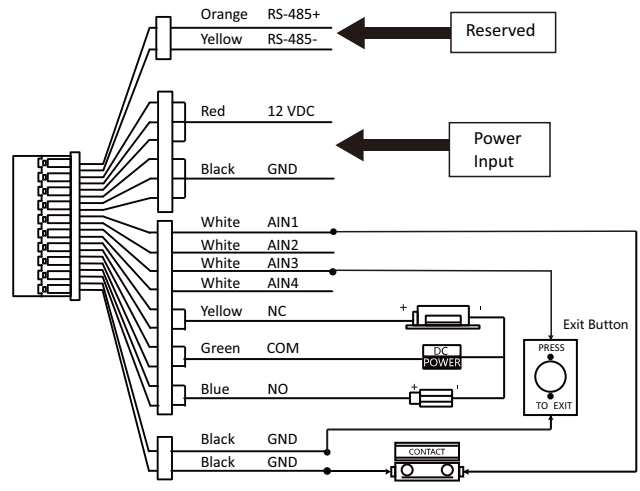 Orange RS-485+
Yellow RS-485-
Reserved
Red 12 VDC
Power
Input
Black GND
White AIN1
White AIN2
White AIN3
White AIN4
Yellow NC
+ -
Exit Button
Green COM
DC
POWER
PRESS
TO EXIT
Blue NO
+ -
Black GND
Black GND
CONTACT